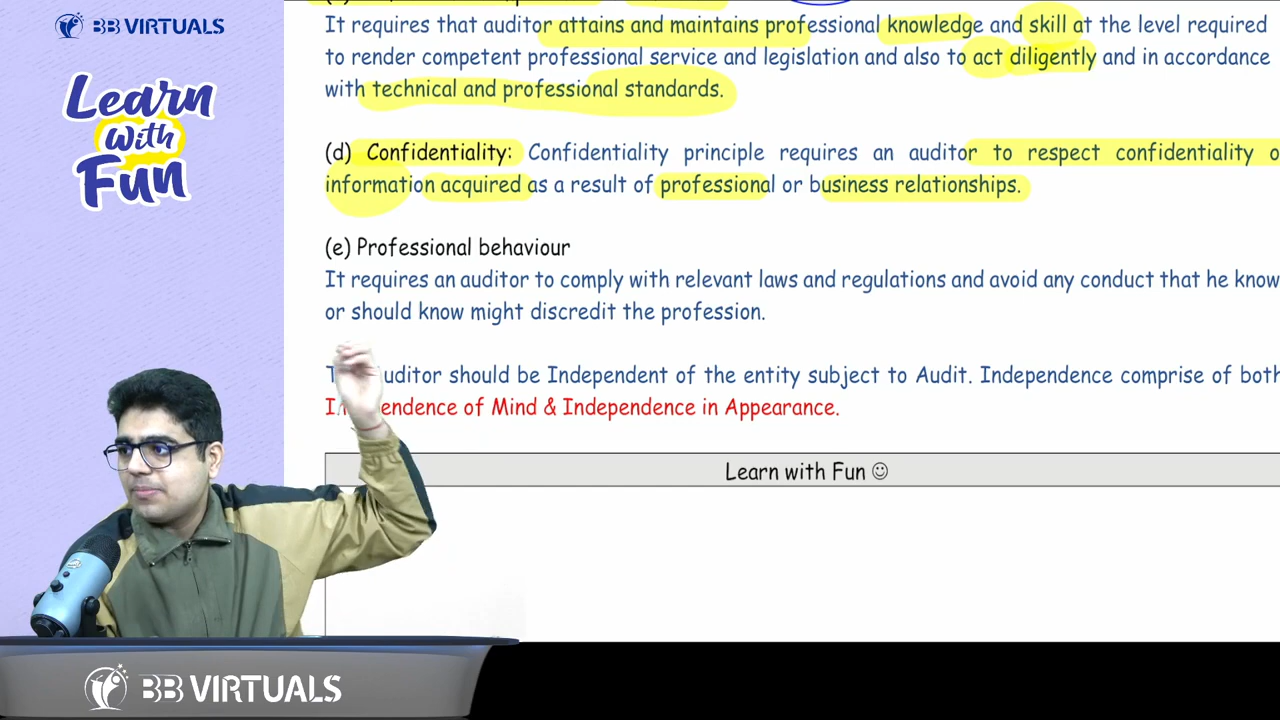 BB VIRTUALS
Learn
with
Fun
It requires that auditor attains and maintains professional knowledge and skill at the level required
to render competent professional service and legislation and also to act diligently and in accordance
with technical and professional standards.
(d) Confidentiality: Confidentiality principle requires an auditor to respect confidentiality o
information acquired as a result of professional or business relationships.
(e) Professional behaviour
It requires an auditor to comply with relevant laws and regulations and avoid any conduct that he know
or should know might discredit the profession.
uditor should be Independent of the entity subject to Audit. Independence comprise of both
endence of Mind & Independence in Appearance.
Learn with Fun ☺
BB VIRTUALS